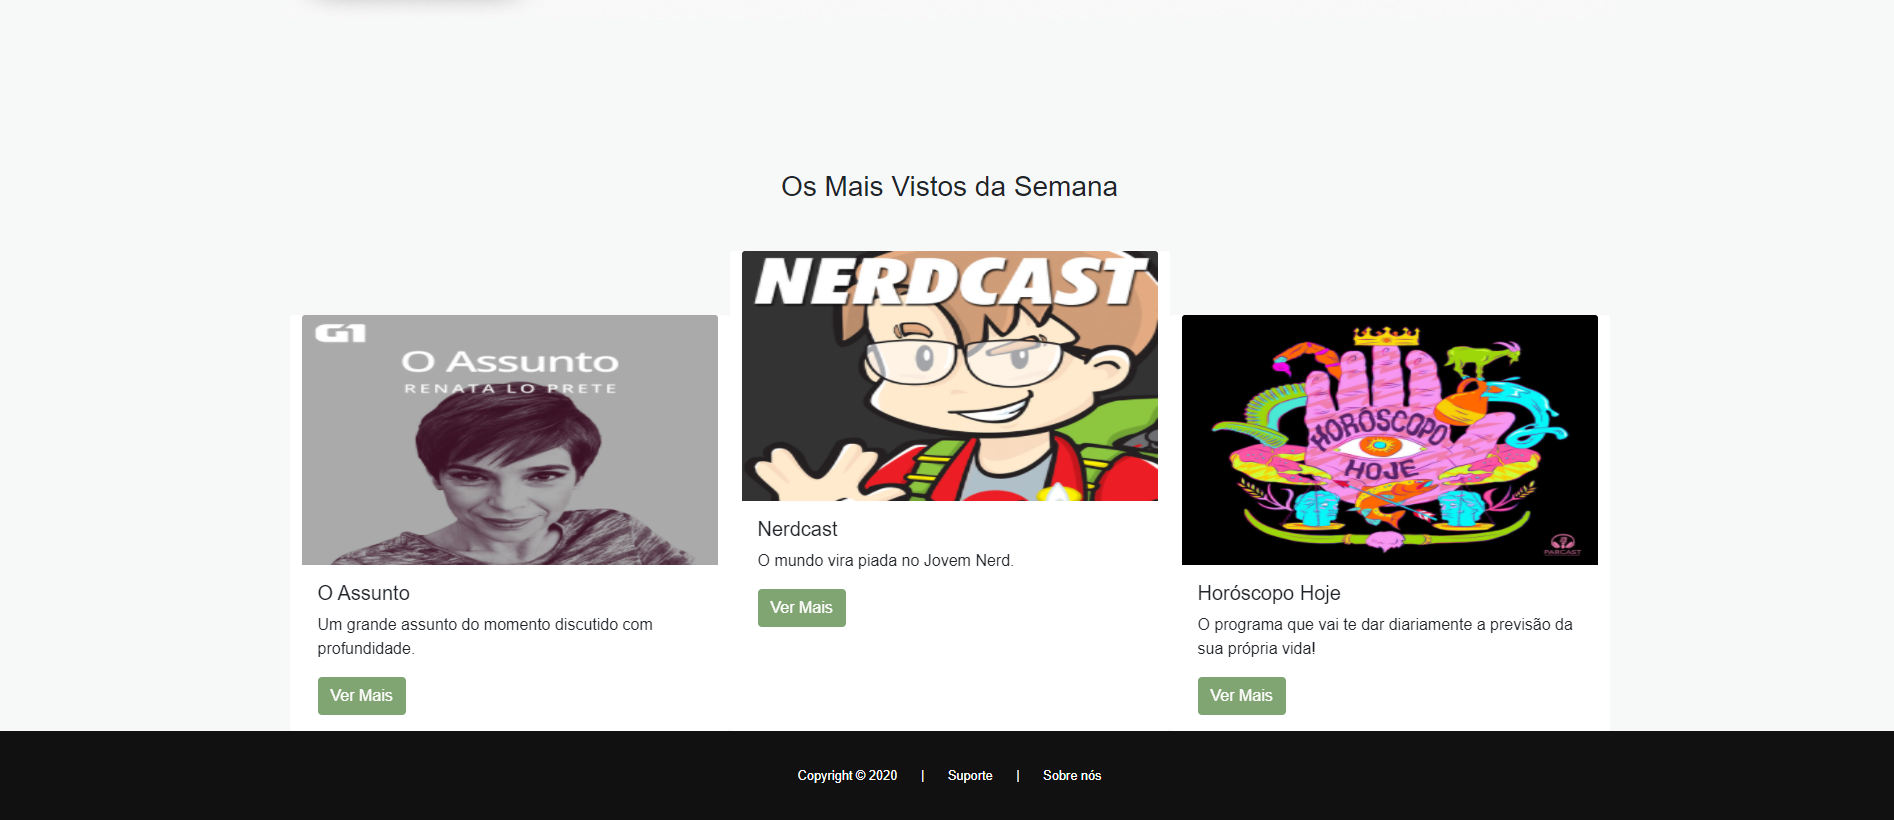 Os Mais Vistos da Semana
G1
O Assunto
RENATA LO PRETE
O Assunto
Um grande assunto do momento discutido com
profundidade.
Ver Mais
NERDCAST
Nerdcast
O mundo vira piada no Jovem Nerd.
Ver Mais
HORÓSCOPO
HOJE
PARCAST
Horóscopo Hoje
O programa que vai te dar diariamente a previsão da
sua própria vida!
Ver Mais
Copyright © 2020 | Suporte | Sobre nós